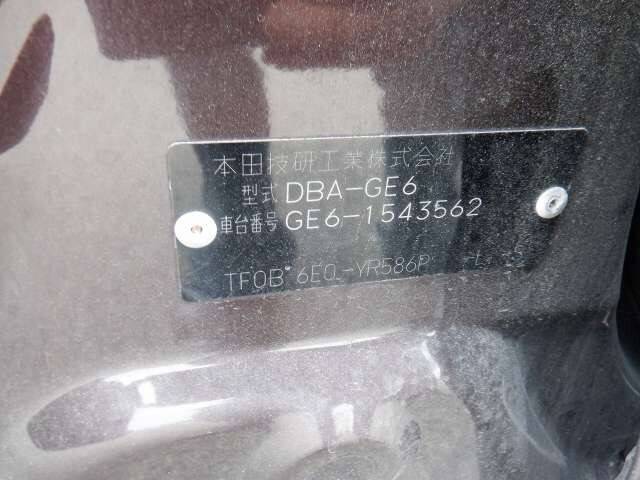 本田技研工業株式会社
型式 DBA-GE6
車台番号 GE6-1543562
TF0B 6E0L-YR586P